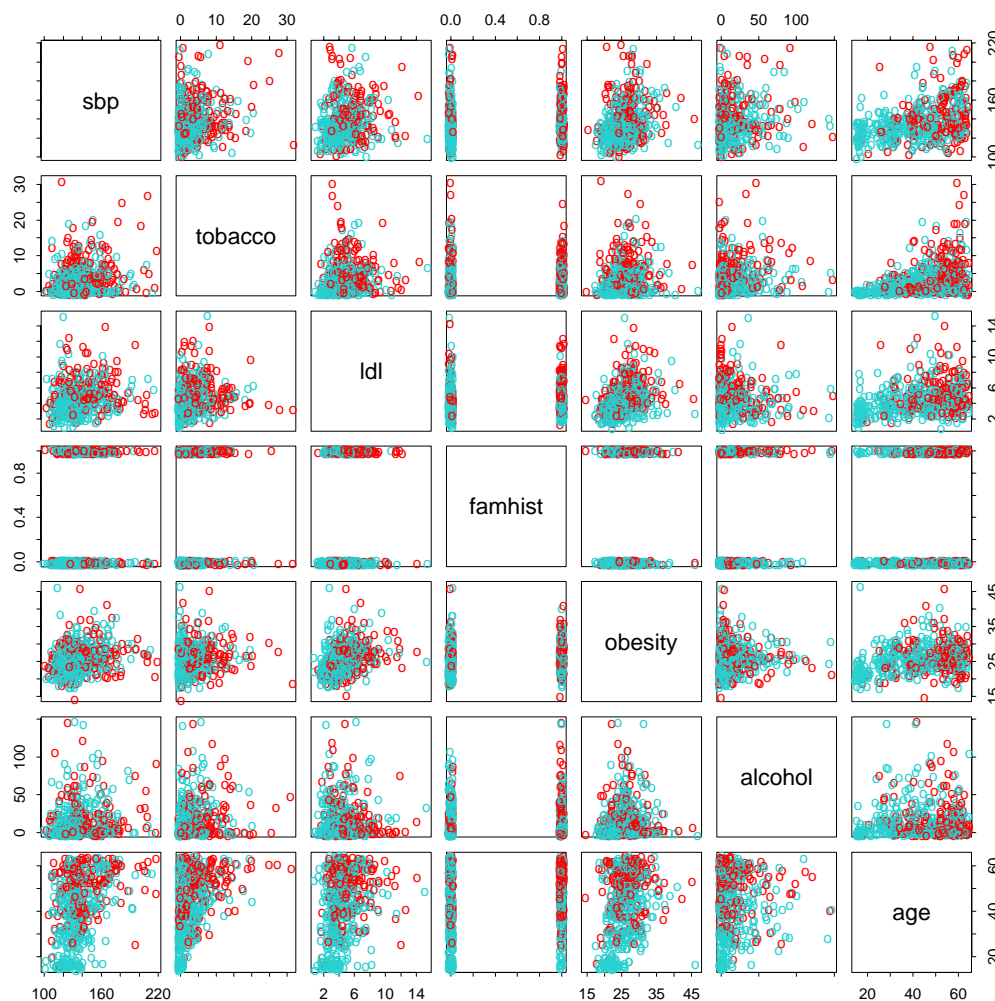 0 10 20 30 0.0 0.4 0.8 0 50 100
sbp 100 160 220
0 10 20 30 tobacco
ldl 2 6 10 14
0.0 0.4 0.8 famhist
obesity 15 25 35 45
0 50 100 alcohol
age 20 40 60
100 160 220 2 6 10 14 15 25 35 45 20 40 60